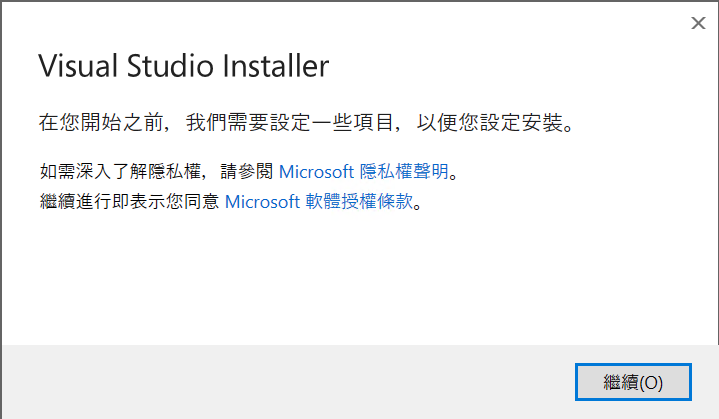 Visual Studio Installer
在您開始之前，我們需要設定一些項目，以便您設定安裝。
如需深入了解隱私權，請參閱 Microsoft 隱私權聲明。
繼續進行即表示您同意 Microsoft 軟體授權條款。
繼續(O)